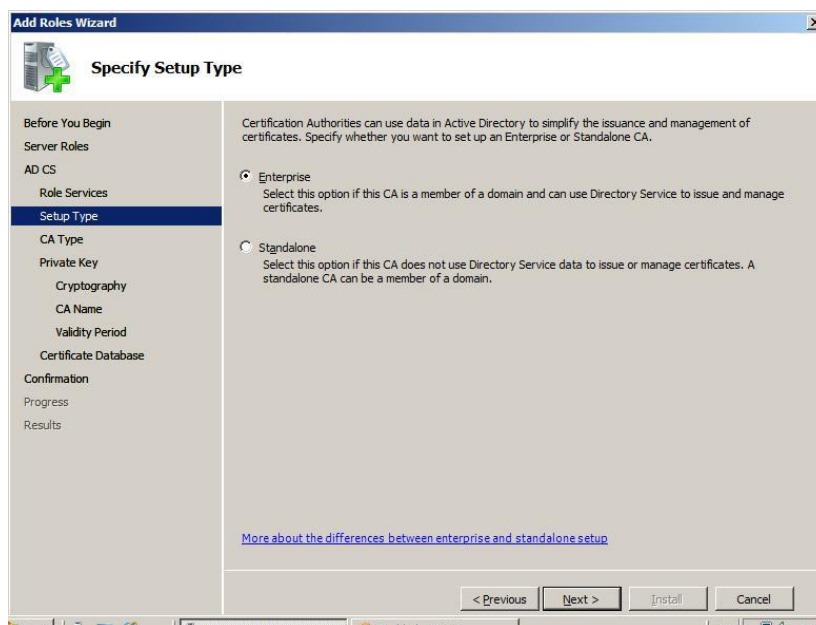 Add Roles Wizard
Specify Setup Type
Before You Begin
Server Roles
AD CS
Role Services
Setup Type
CA Type
Private Key
Cryptography
CA Name
Validity Period
Certificate Database
Confirmation
Progress
Results
Certification Authorities can use data in Active Directory to simplify the issuance and management of
certificates. Specify whether you want to set up an Enterprise or Standalone CA.
Enterprise
Select this option if this CA is a member of a domain and can use Directory Service to issue and manage
certificates.
Standalone
Select this option if this CA does not use Directory Service data to issue or manage certificates. A
standalone CA can be a member of a domain.
More about the differences between enterprise and standalone setup
< Previous
Next >
Install
Cancel